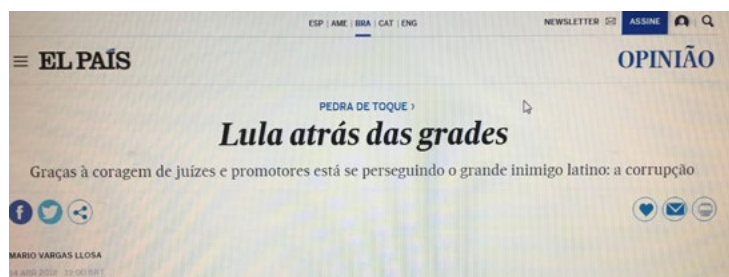 ESP | AME | BRA | CAT | ENG NEWSLETTER ASSINE
EL PAÍS OPINIÃO
PEDRA DE TOQUE ›
Lula atrás das grades
Graças à coragem de juízes e promotores está se perseguindo o grande inimigo latino: a corrupção
MARIO VARGAS LLOSA